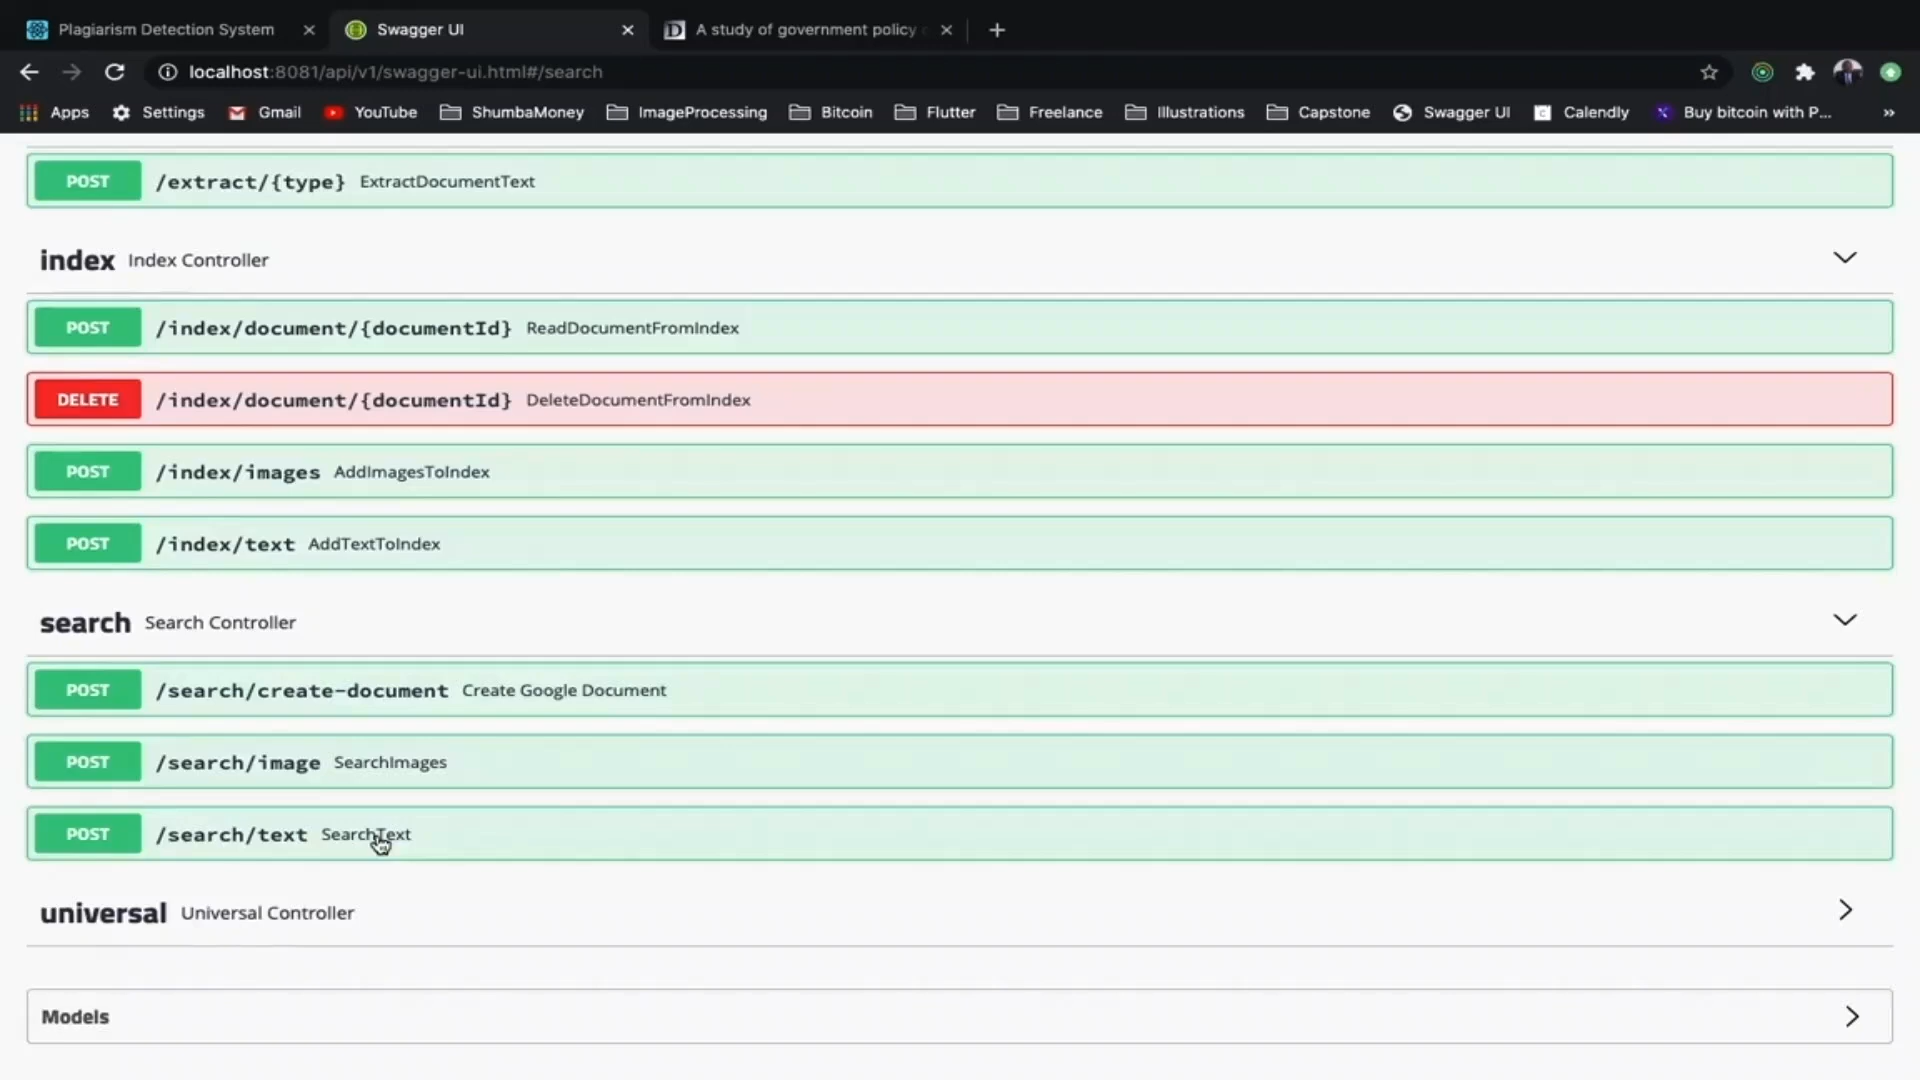 Plagiarism Detection System
Swagger UI
A study of government policy
localhost:8081/api/v1/swagger-ui.html#/search
Apps Settings Gmail YouTube ShumbaMoney ImageProcessing Bitcoin Flutter Freelance Illustrations Capstone Swagger UI Calendly Buy bitcoin with P... »
POST /extract/{type} ExtractDocumentText
index Index Controller
POST /index/document/{documentId} ReadDocumentFromIndex
DELETE /index/document/{documentId} DeleteDocumentFromIndex
POST /index/images AddImagesToIndex
POST /index/text AddTextToIndex
search Search Controller
POST /search/create-document Create Google Document
POST /search/image SearchImages
POST /search/text SearchText
universal Universal Controller
Models